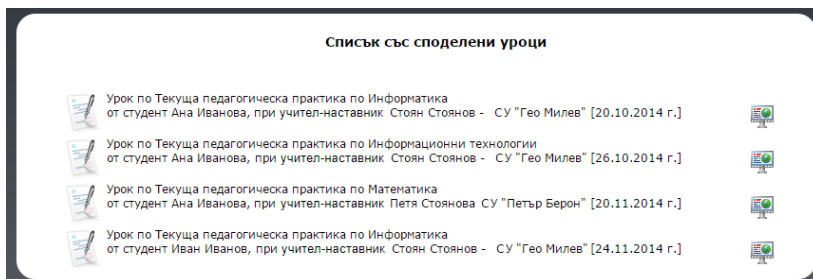 Списък със споделени уроци
Урок по Текуща педагогическа практика по Информатика
от студент Ана Иванова, при учител-наставник Стоян Стоянов - СУ "Гео Милев" [20.10.2014 г.]
Урок по Текуща педагогическа практика по Информационни технологии
от студент Ана Иванова, при учител-наставник Стоян Стоянов - СУ "Гео Милев" [26.10.2014 г.]
Урок по Текуща педагогическа практика по Математика
от студент Ана Иванова, при учител-наставник Петя Стоянова СУ "Петър Берон" [20.11.2014 г.]
Урок по Текуща педагогическа практика по Информатика
от студент Иван Иванов, при учител-наставник Стоян Стоянов - СУ "Гео Милев" [24.11.2014 г.]